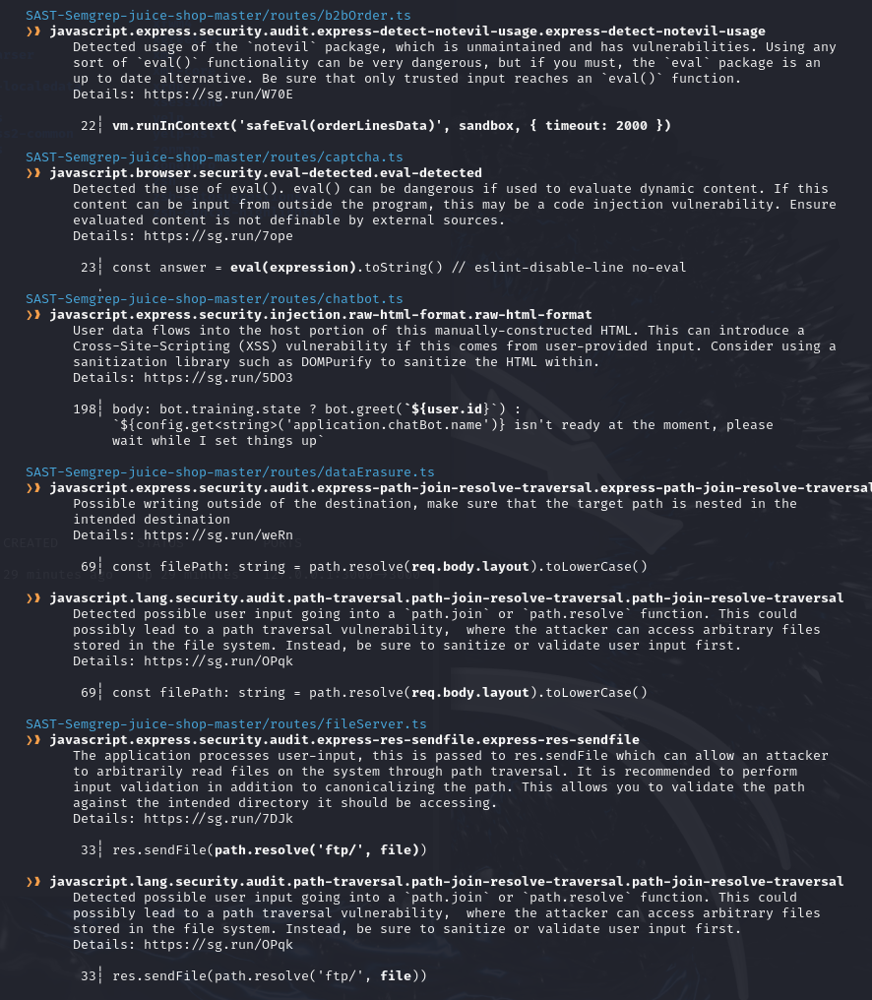 SAST-Semgrep-juice-shop-master/routes/b2bOrder.ts
❯❱ javascript.express.security.audit.express-detect-notevil-usage.express-detect-notevil-usage
Detected usage of the `notevil` package, which is unmaintained and has vulnerabilities. Using any
sort of `eval()` functionality can be very dangerous, but if you must, the `eval` package is an
up to date alternative. Be sure that only trusted input reaches an `eval()` function.
Details: https://sg.run/W70E
22┆ vm.runInContext('safeEval(orderLinesData)', sandbox, { timeout: 2000 })
SAST-Semgrep-juice-shop-master/routes/captcha.ts
❯❱ javascript.browser.security.eval-detected.eval-detected
Detected the use of eval(). eval() can be dangerous if used to evaluate dynamic content. If this
content can be input from outside the program, this may be a code injection vulnerability. Ensure
evaluated content is not definable by external sources.
Details: https://sg.run/7ope
23┆ const answer = eval(expression).toString() // eslint-disable-line no-eval
SAST-Semgrep-juice-shop-master/routes/chatbot.ts
❯❱ javascript.express.security.injection.raw-html-format.raw-html-format
User data flows into the host portion of this manually-constructed HTML. This can introduce a
Cross-Site-Scripting (XSS) vulnerability if this comes from user-provided input. Consider using a
sanitization library such as DOMPurify to sanitize the HTML within.
Details: https://sg.run/5DO3
198┆ body: bot.training.state ? bot.greet(`${user.id}`) :
`${config.get<string>('application.chatBot.name')} isn't ready at the moment, please
wait while I set things up`
SAST-Semgrep-juice-shop-master/routes/dataErasure.ts
❯❱ javascript.express.security.audit.express-path-join-resolve-traversal.express-path-join-resolve-traversal
Possible writing outside of the destination, make sure that the target path is nested in the
intended destination
Details: https://sg.run/weRn
CREATED PORTS
69┆ const filePath: string = path.resolve(req.body.layout).toLowerCase()
❯❱ javascript.lang.security.audit.path-traversal.path-join-resolve-traversal.path-join-resolve-traversal
Detected possible user input going into a `path.join` or `path.resolve` function. This could
possibly lead to a path traversal vulnerability,  where the attacker can access arbitrary files
stored in the file system. Instead, be sure to sanitize or validate user input first.
Details: https://sg.run/OPqk
69┆ const filePath: string = path.resolve(req.body.layout).toLowerCase()
SAST-Semgrep-juice-shop-master/routes/fileServer.ts
❯❱ javascript.express.security.audit.express-res-sendfile.express-res-sendfile
The application processes user-input, this is passed to res.sendFile which can allow an attacker
to arbitrarily read files on the system through path traversal. It is recommended to perform
input validation in addition to canonicalizing the path. This allows you to validate the path
against the intended directory it should be accessing.
Details: https://sg.run/7DJk
33┆ res.sendFile(path.resolve('ftp/', file))
❯❱ javascript.lang.security.audit.path-traversal.path-join-resolve-traversal.path-join-resolve-traversal
Detected possible user input going into a `path.join` or `path.resolve` function. This could
possibly lead to a path traversal vulnerability,  where the attacker can access arbitrary files
stored in the file system. Instead, be sure to sanitize or validate user input first.
Details: https://sg.run/OPqk
33┆ res.sendFile(path.resolve('ftp/', file))